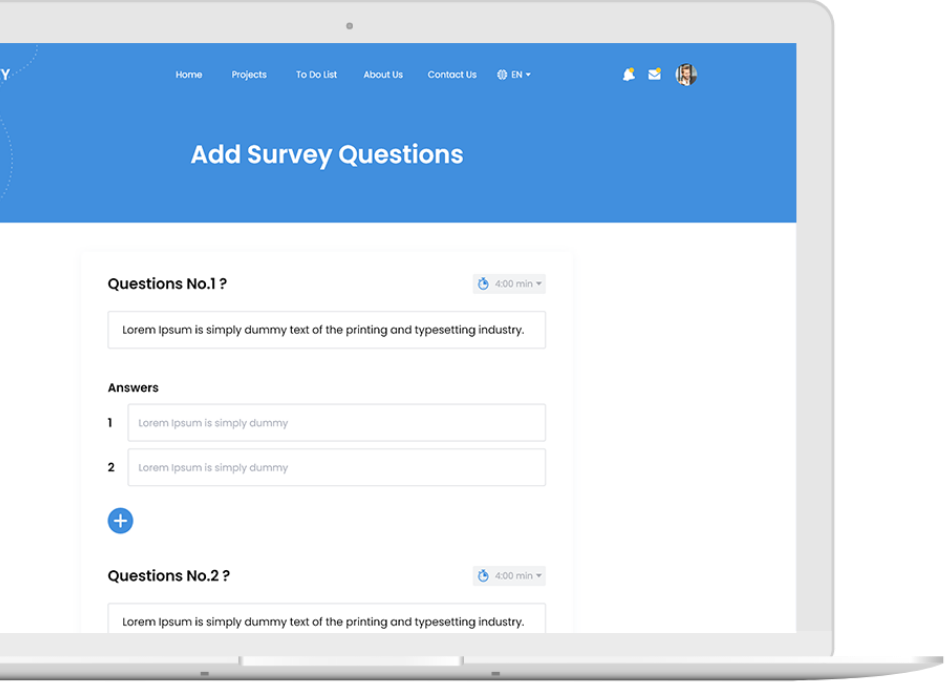 Y
Home Projects To Do List About Us Contact Us EN
Add Survey Questions
Questions No.1 ? 4:00 min
Lorem Ipsum is simply dummy text of the printing and typesetting industry.
Answers
1 Lorem Ipsum is simply dummy
2 Lorem Ipsum is simply dummy
Questions No.2 ? 4:00 min
Lorem Ipsum is simply dummy text of the printing and typesetting industry.